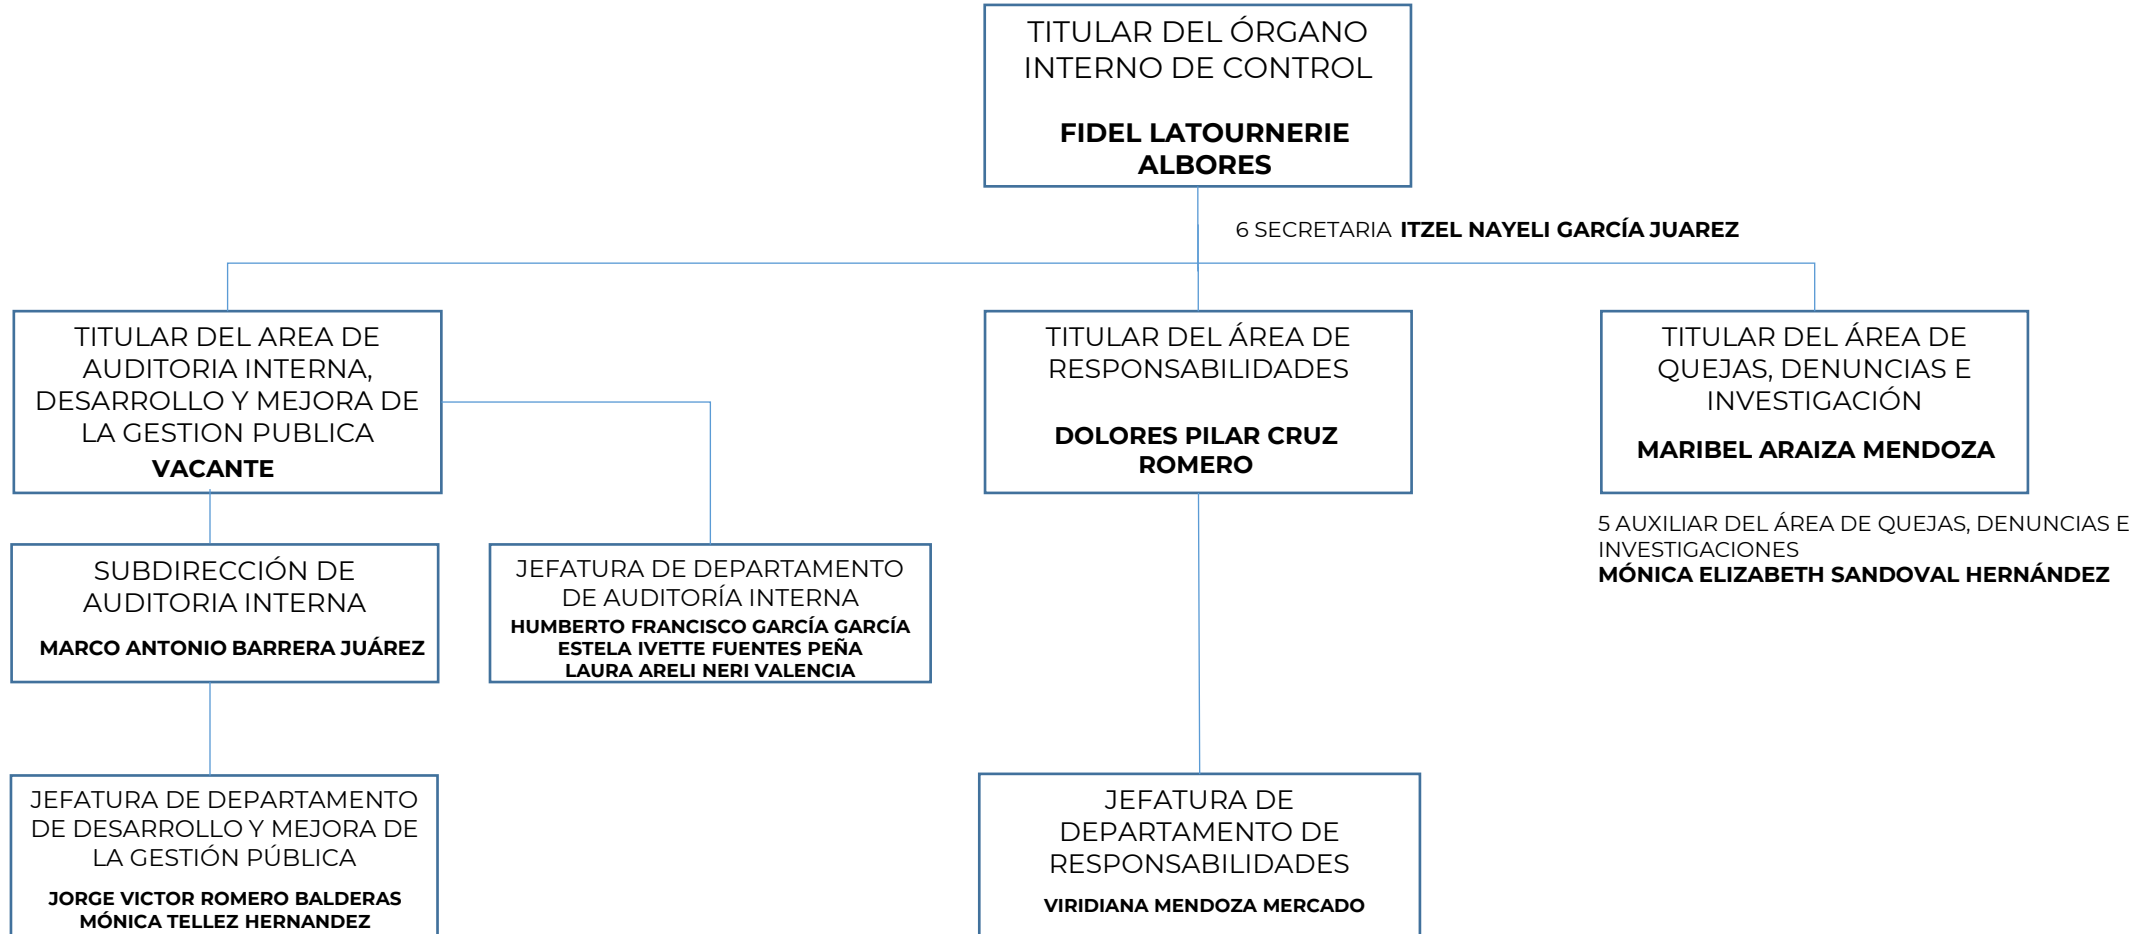 TITULAR DEL ÓRGANO
INTERNO DE CONTROL
FIDEL LATOURNERIE
ALBORES
6 SECRETARIA ITZEL NAYELI GARCÍA JUAREZ
TITULAR DEL AREA DE
AUDITORIA INTERNA,
DESARROLLO Y MEJORA DE
LA GESTION PUBLICA
VACANTE
TITULAR DEL ÁREA DE
RESPONSABILIDADES
DOLORES PILAR CRUZ
ROMERO
TITULAR DEL ÁREA DE
QUEJAS, DENUNCIAS E
INVESTIGACIÓN
MARIBEL ARAIZA MENDOZA
5 AUXILIAR DEL ÁREA DE QUEJAS, DENUNCIAS E
INVESTIGACIONES
MÓNICA ELIZABETH SANDOVAL HERNÁNDEZ
SUBDIRECCIÓN DE
AUDITORIA INTERNA
MARCO ANTONIO BARRERA JUÁREZ
JEFATURA DE DEPARTAMENTO
DE AUDITORÍA INTERNA
HUMBERTO FRANCISCO GARCÍA GARCÍA
ESTELA IVETTE FUENTES PEÑA
LAURA ARELI NERI VALENCIA
JEFATURA DE DEPARTAMENTO
DE DESARROLLO Y MEJORA DE
LA GESTIÓN PÚBLICA
JORGE VICTOR ROMERO BALDERAS
MÓNICA TELLEZ HERNANDEZ
JEFATURA DE
DEPARTAMENTO DE
RESPONSABILIDADES
VIRIDIANA MENDOZA MERCADO